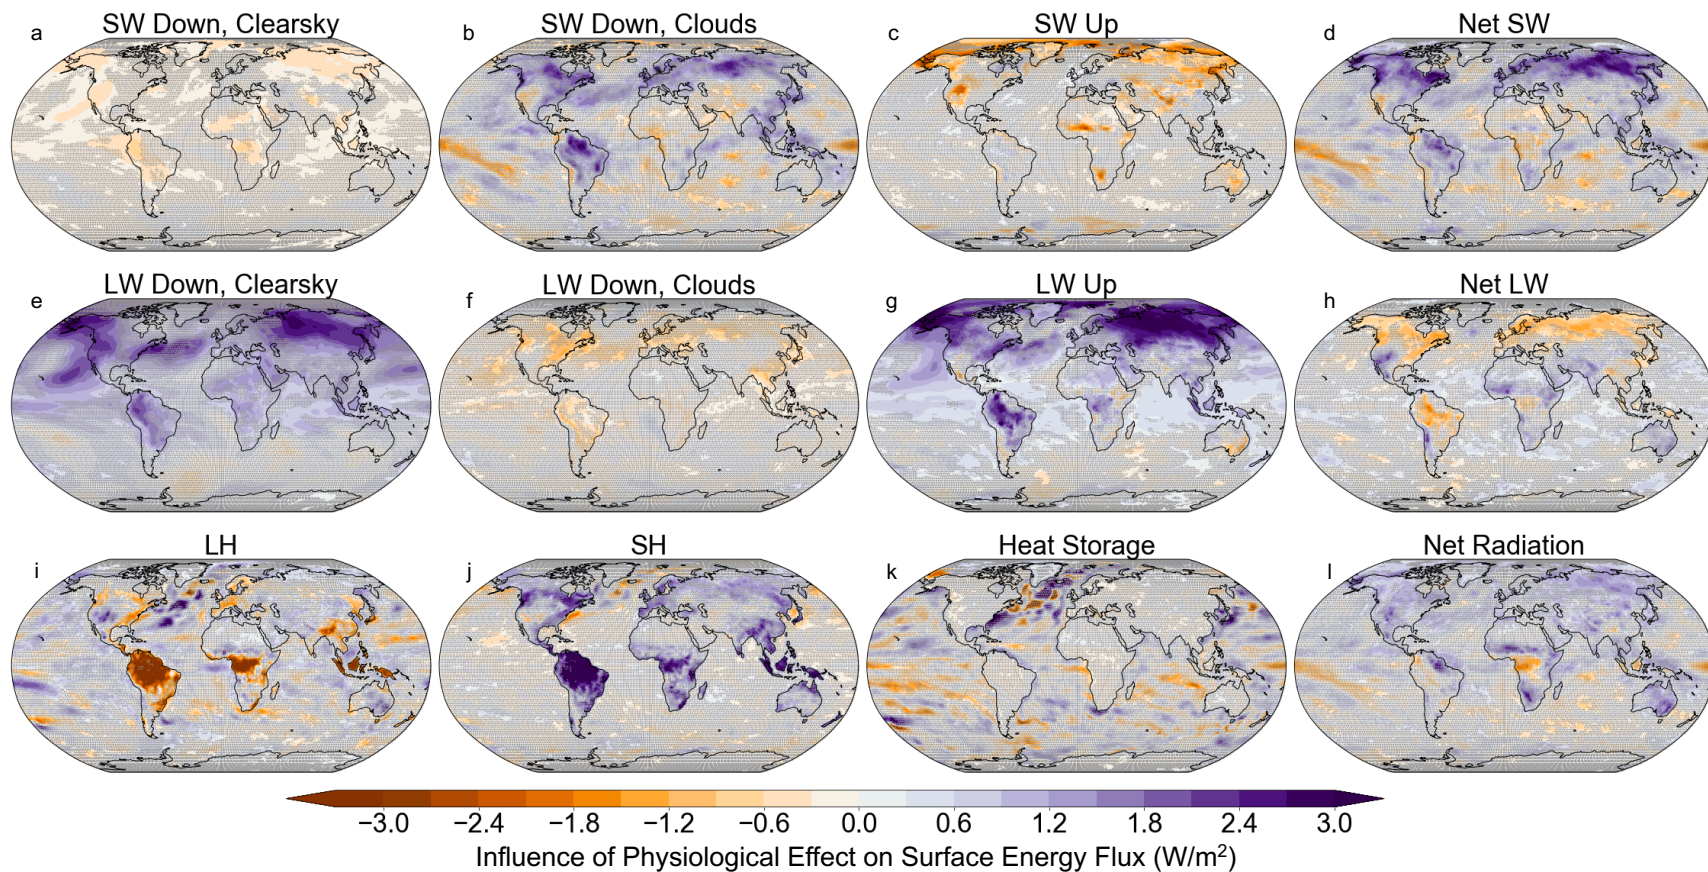 a SW Down, Clearsky
b SW Down, Clouds
c SW Up
d Net SW
e LW Down, Clearsky
f LW Down, Clouds
g LW Up
h Net LW
i LH
j SH
k Heat Storage
l Net Radiation
−3.0 −2.4 −1.8 −1.2 −0.6 0.0 0.6 1.2 1.8 2.4 3.0
Influence of Physiological Effect on Surface Energy Flux (W/m²)